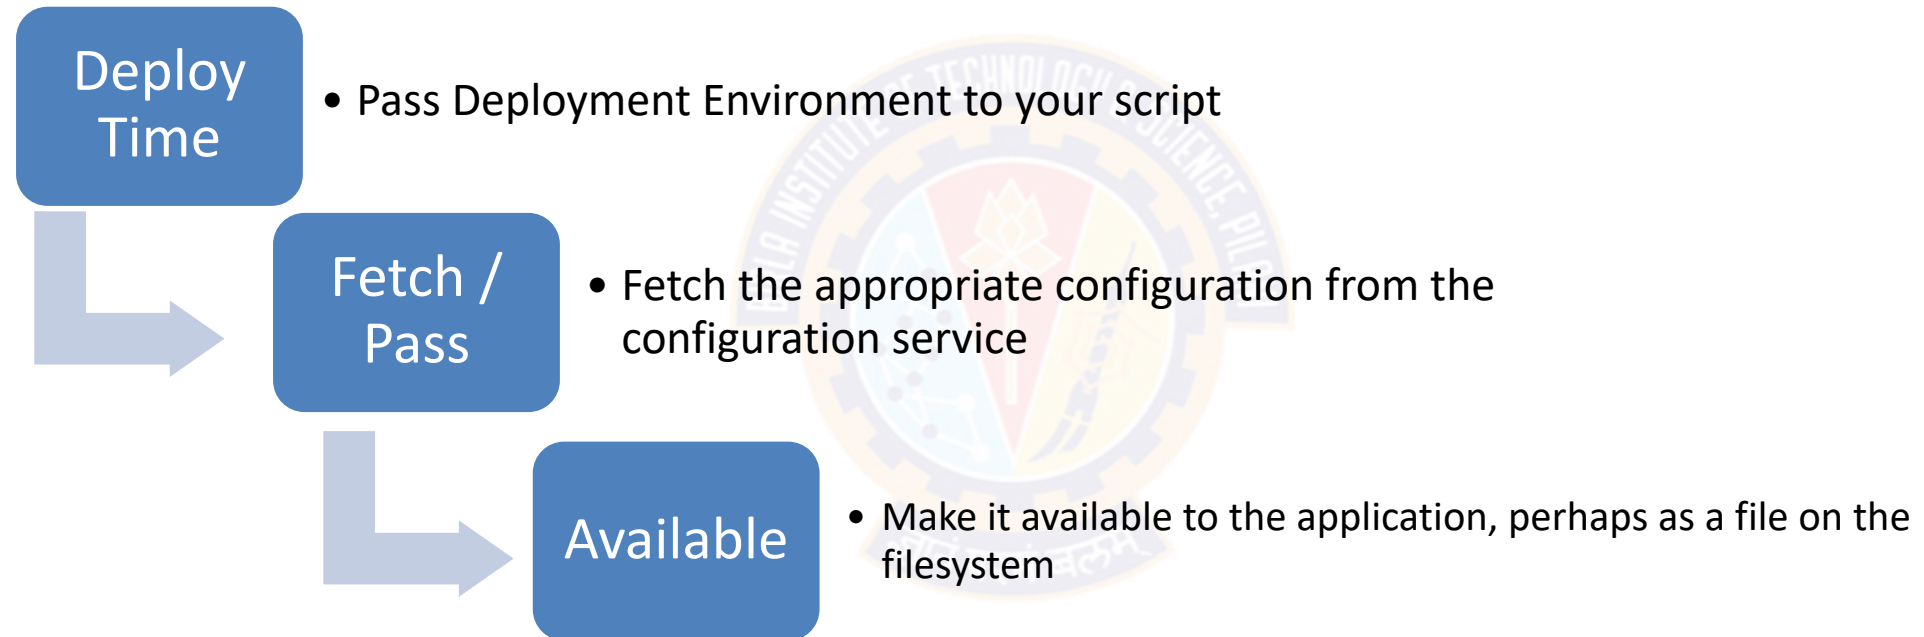 Deploy
Time
• Pass Deployment Environment to your script
Fetch /
Pass
• Fetch the appropriate configuration from the
configuration service
Available
• Make it available to the application, perhaps as a file on the
filesystem